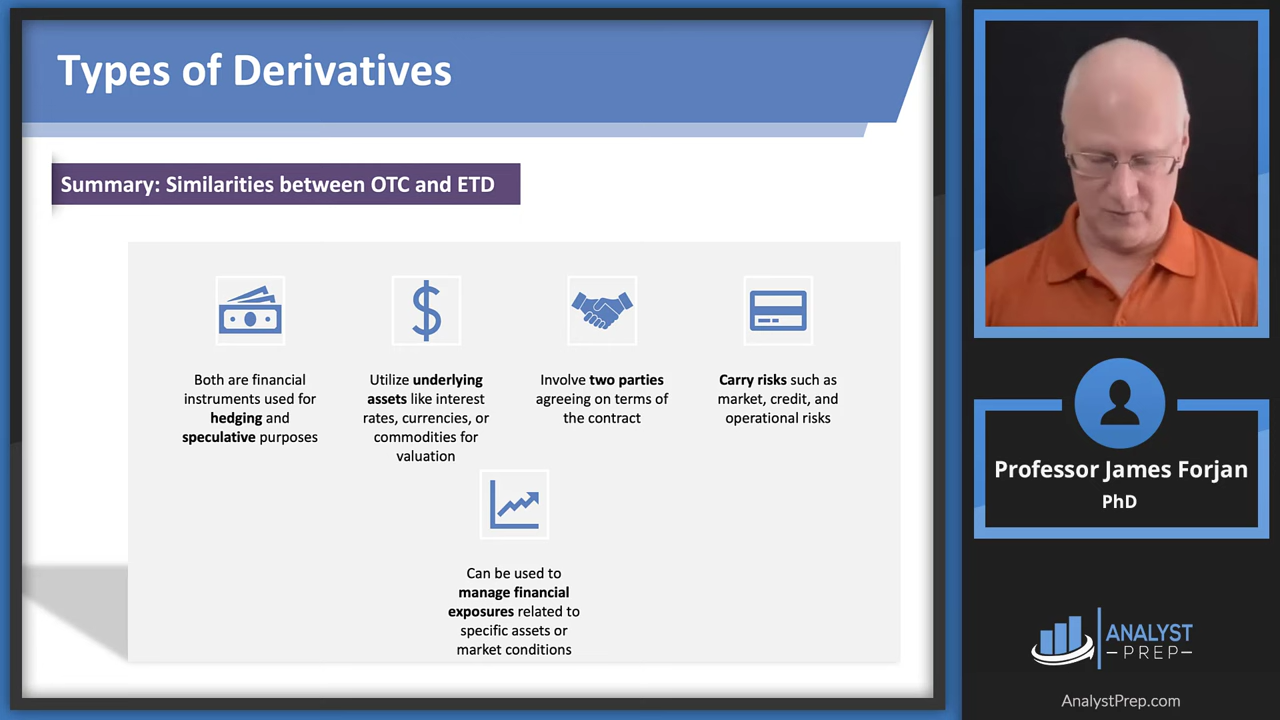 Types of Derivatives
Summary: Similarities between OTC and ETD
Both are financial
instruments used for
hedging and
speculative purposes
Utilize underlying
assets like interest
rates, currencies, or
commodities for
valuation
Involve two parties
agreeing on terms of
the contract
Carry risks such as
market, credit, and
operational risks
Can be used to
manage financial
exposures related to
specific assets or
market conditions
Professor James Forjan
PhD
ANALYST
PREP
AnalystPrep.com